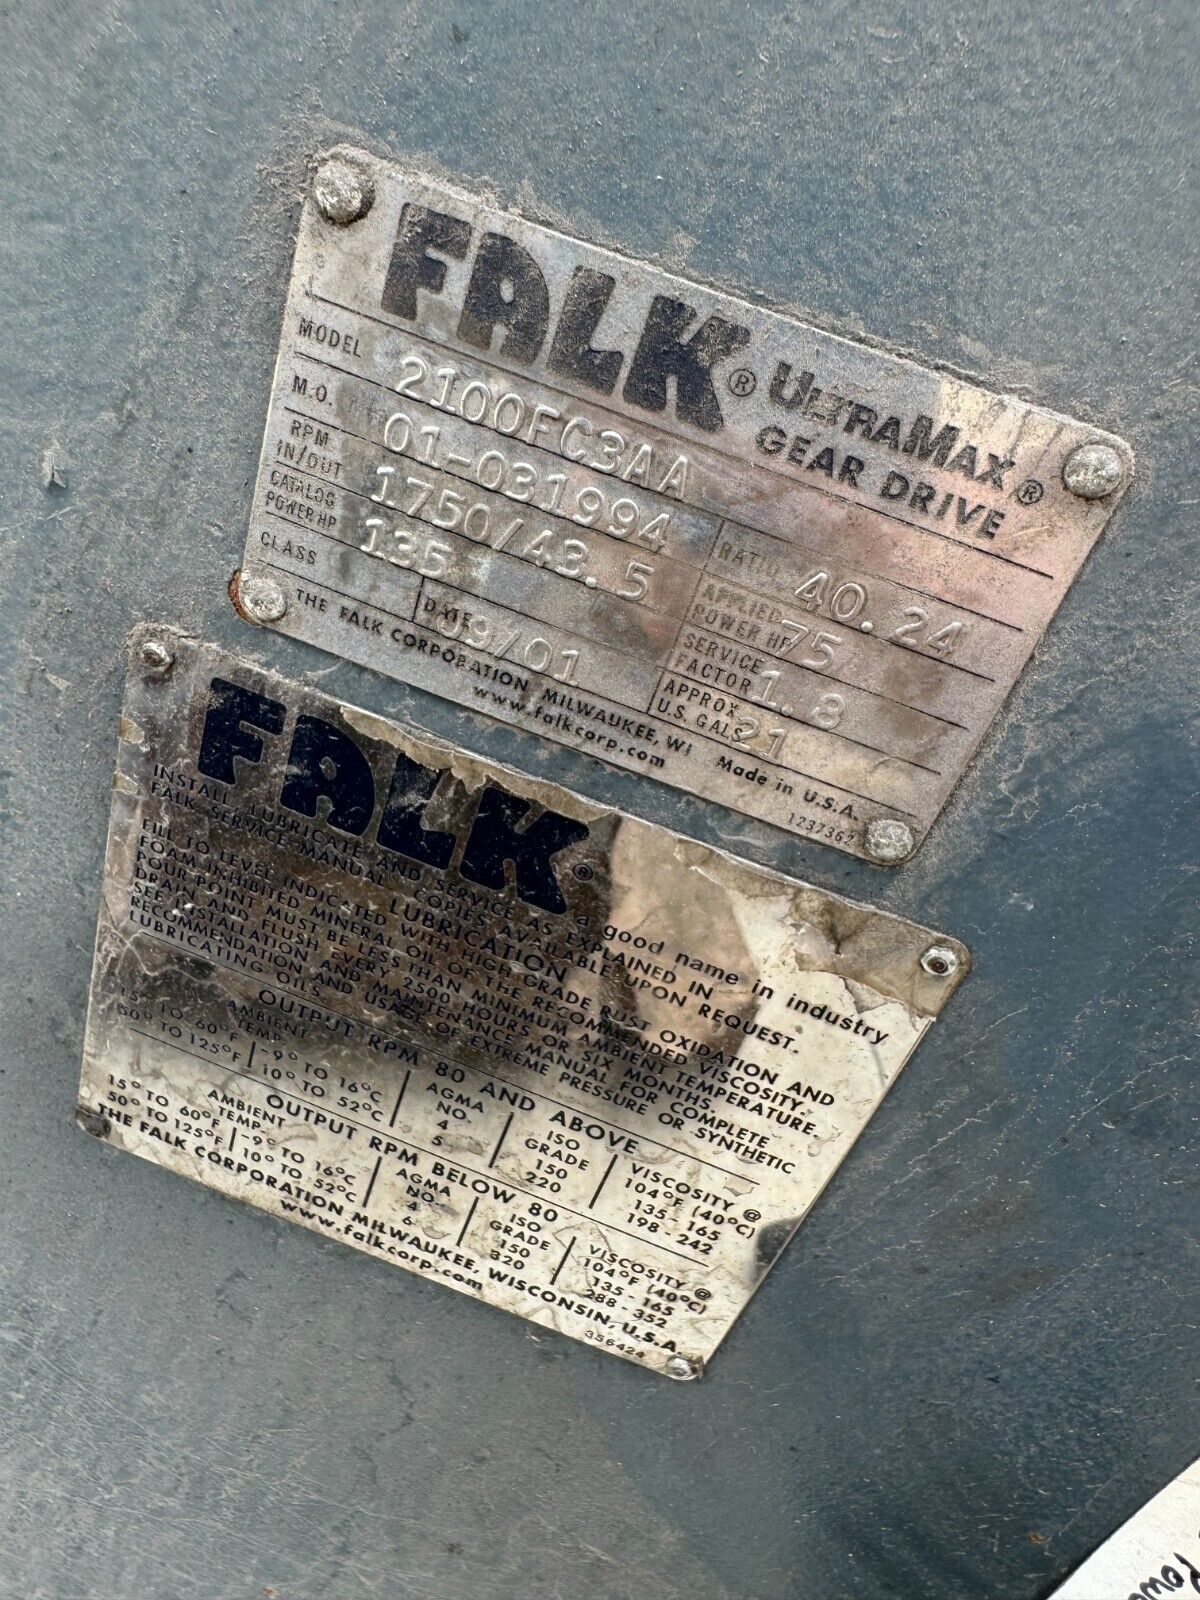 FALK® ULTRAMAX®
GEAR DRIVE
MODEL 2100FC3AA
M.O. 01-031994 RATIO 40.24
RPM IN/OUT 1750/43.5 APPLIED POWER HP 75
CATALOG POWER HP 135 SERVICE FACTOR 1.8
CLASS DATE 09/01 APPROX U.S. GALS 21
THE FALK CORPORATION MILWAUKEE, WI Made in U.S.A.
www.falkcorp.com 1237362
FALK®
a good name in industry
INSTALL, LUBRICATE AND SERVICE AS EXPLAINED IN
FALK SERVICE MANUAL. COPIES AVAILABLE UPON REQUEST.
LUBRICATION
FILL TO LEVEL INDICATED WITH HIGH GRADE RUST OXIDATION AND
FOAM INHIBITED MINERAL OIL OF THE RECOMMENDED VISCOSITY.
POUR POINT MUST BE LESS THAN MINIMUM AMBIENT TEMPERATURE.
DRAIN AND FLUSH EVERY 2500 HOURS OR SIX MONTHS.
SEE INSTALLATION AND MAINTENANCE MANUAL FOR COMPLETE
RECOMMENDATION AND USAGE OF EXTREME PRESSURE OR SYNTHETIC
LUBRICATING OILS.
OUTPUT RPM 80 AND ABOVE
AMBIENT TEMP. AGMA NO. ISO GRADE VISCOSITY @ 104°F (40°C)
15° TO 60°F -9° TO 16°C 4 150 135 - 165
50° TO 125°F 10° TO 52°C 5 220 198 - 242
OUTPUT RPM BELOW 80
AMBIENT TEMP. AGMA NO. ISO GRADE VISCOSITY @ 104°F (40°C)
15° TO 60°F -9° TO 16°C 4 150 135 - 165
50° TO 125°F 10° TO 52°C 6 320 288 - 352
THE FALK CORPORATION MILWAUKEE, WISCONSIN, U.S.A.
www.falkcorp.com 356424